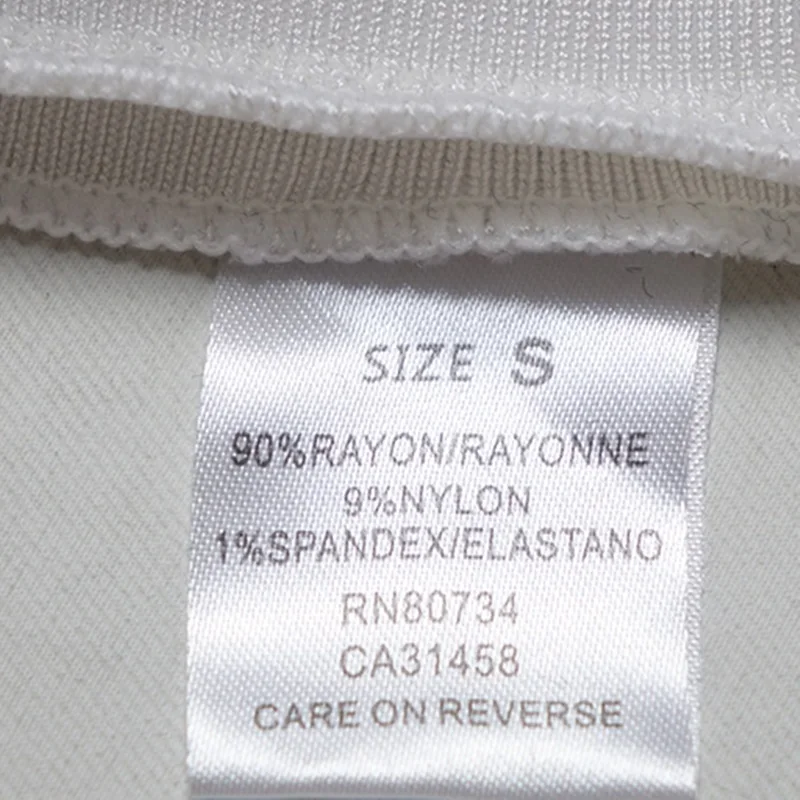 SIZE S
90%RAYON/RAYONNE
9%NYLON
1%SPANDEX/ELASTANO
RN80734
CA31458
CARE ON REVERSE